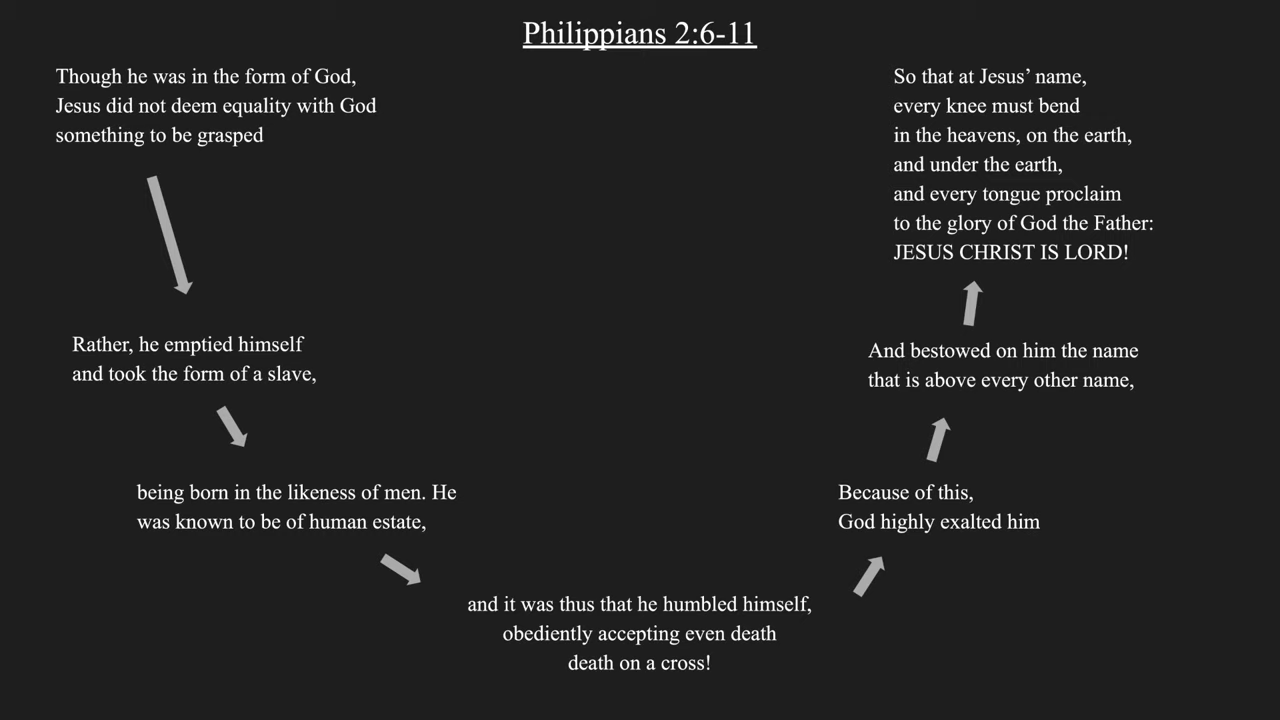 Philippians 2:6-11
Though he was in the form of God,
Jesus did not deem equality with God
something to be grasped
Rather, he emptied himself
and took the form of a slave,
being born in the likeness of men. He
was known to be of human estate,
and it was thus that he humbled himself,
obediently accepting even death
death on a cross!
Because of this,
God highly exalted him
And bestowed on him the name
that is above every other name,
So that at Jesus’ name,
every knee must bend
in the heavens, on the earth,
and under the earth,
and every tongue proclaim
to the glory of God the Father:
JESUS CHRIST IS LORD!